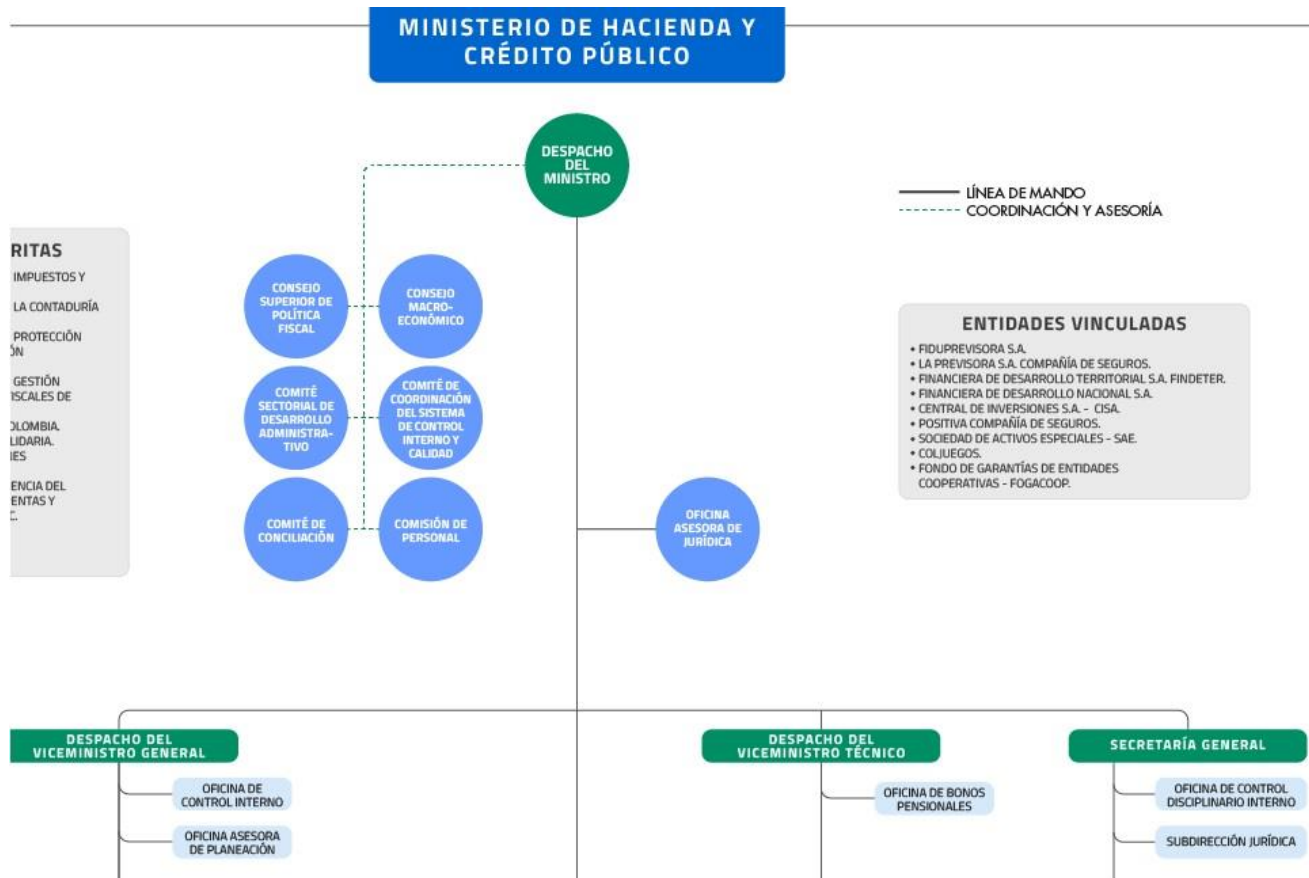 MINISTERIO DE HACIENDA Y
CRÉDITO PÚBLICO
DESPACHO
DEL
MINISTRO
LÍNEA DE MANDO
COORDINACIÓN Y ASESORÍA
RITAS
IMPUESTOS Y
LA CONTADURÍA
PROTECCIÓN
ÓN
GESTIÓN
ISCALES DE
OLOMBIA.
LIDARIA.
NES
ENCIA DEL
ENTAS Y
C.
CONSEJO
SUPERIOR DE
POLÍTICA
FISCAL
CONSEJO
MACRO-
ECONÓMICO
COMITÉ
SECTORIAL DE
DESARROLLO
ADMINISTRA-
TIVO
COMITÉ DE
COORDINACIÓN
DEL SISTEMA
DE CONTROL
INTERNO Y
CALIDAD
COMITÉ DE
CONCILIACIÓN
COMISIÓN DE
PERSONAL
OFICINA
ASESORA DE
JURÍDICA
ENTIDADES VINCULADAS
• FIDUPREVISORA S.A.
• LA PREVISORA S.A. COMPAÑÍA DE SEGUROS.
• FINANCIERA DE DESARROLLO TERRITORIAL S.A. FINDETER.
• FINANCIERA DE DESARROLLO NACIONAL S.A.
• CENTRAL DE INVERSIONES S.A. - CISA.
• POSITIVA COMPAÑÍA DE SEGUROS.
• SOCIEDAD DE ACTIVOS ESPECIALES - SAE.
• COLJUEGOS.
• FONDO DE GARANTÍAS DE ENTIDADES
COOPERATIVAS - FOGACOOP.
DESPACHO DEL
VICEMINISTRO GENERAL
OFICINA DE
CONTROL INTERNO
OFICINA ASESORA
DE PLANEACIÓN
DESPACHO DEL
VICEMINISTRO TÉCNICO
OFICINA DE BONOS
PENSIONALES
SECRETARÍA GENERAL
OFICINA DE CONTROL
DISCIPLINARIO INTERNO
SUBDIRECCIÓN JURÍDICA